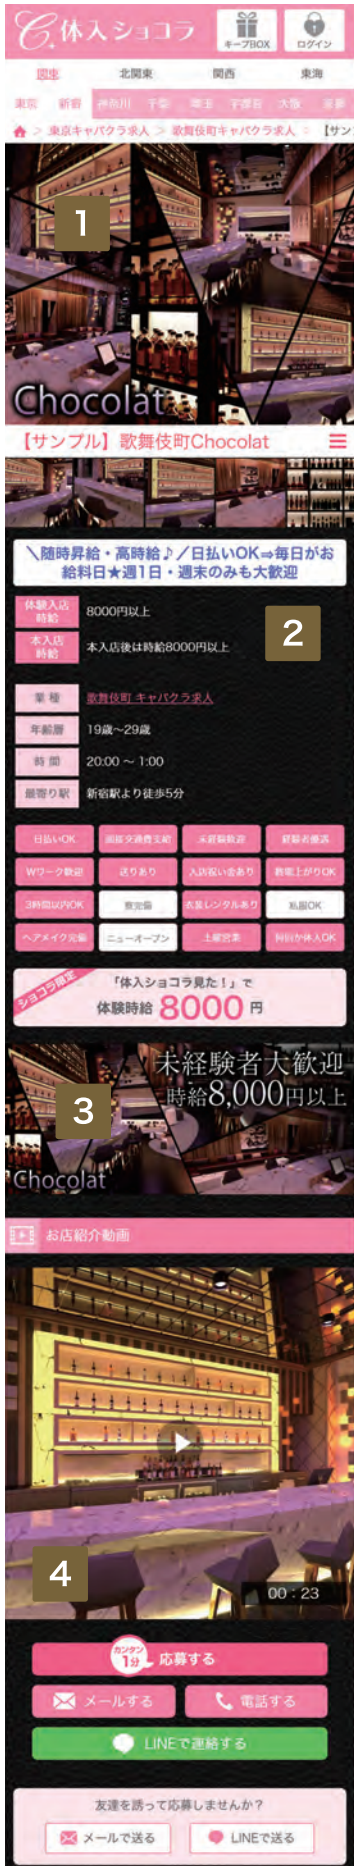 体入ショコラ
キープBOX
ログイン
関東 北関東 関西 東海
東京 新宿 神奈川 千葉 埼玉 宇都宮 大阪
> 東京キャバクラ求人 > 歌舞伎町キャバクラ求人 > 【サン
1
Chocolat
【サンプル】歌舞伎町Chocolat
＼随時昇給・高時給♪／日払いOK⇒毎日がお
給料日★週1日・週末のみも大歓迎
体験入店
時給
8000円以上
2
本入店
時給
本入店後は時給8000円以上
業 種 歌舞伎町 キャバクラ求人
年齢層 19歳～29歳
時 間 20:00 ～ 1:00
最寄り駅 新宿駅より徒歩5分
日払いOK 面接交通費支給 未経験歓迎 経験者優遇
Wワーク歓迎 送りあり 入店祝い金あり 終電上がりOK
3時間以内OK 寮完備 衣装レンタルあり 私服OK
ヘアメイク完備 ニューオープン 土曜営業 何回か体入OK
ショコラ限定
「体入ショコラ見た！」で
体験時給 8000 円
未経験者大歓迎
時給8,000円以上
3
Chocolat
お店紹介動画
4
00：23
カンタン
1分
応募する
メールする
電話する
LINEで連絡する
友達を誘って応募しませんか？
メールで送る
LINEで送る